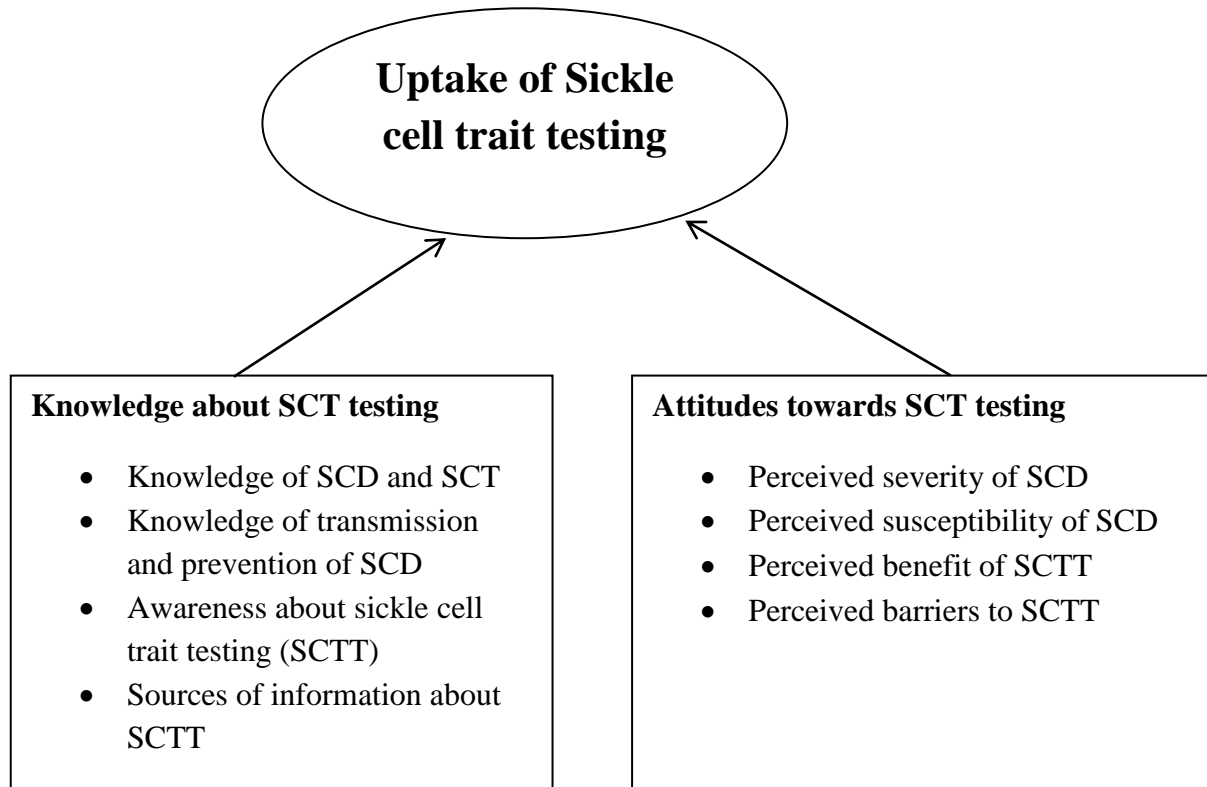 Uptake of Sickle
cell trait testing
Knowledge about SCT testing
• Knowledge of SCD and SCT
• Knowledge of transmission
and prevention of SCD
• Awareness about sickle cell
trait testing (SCTT)
• Sources of information about
SCTT
Attitudes towards SCT testing
• Perceived severity of SCD
• Perceived susceptibility of SCD
• Perceived benefit of SCTT
• Perceived barriers to SCTT